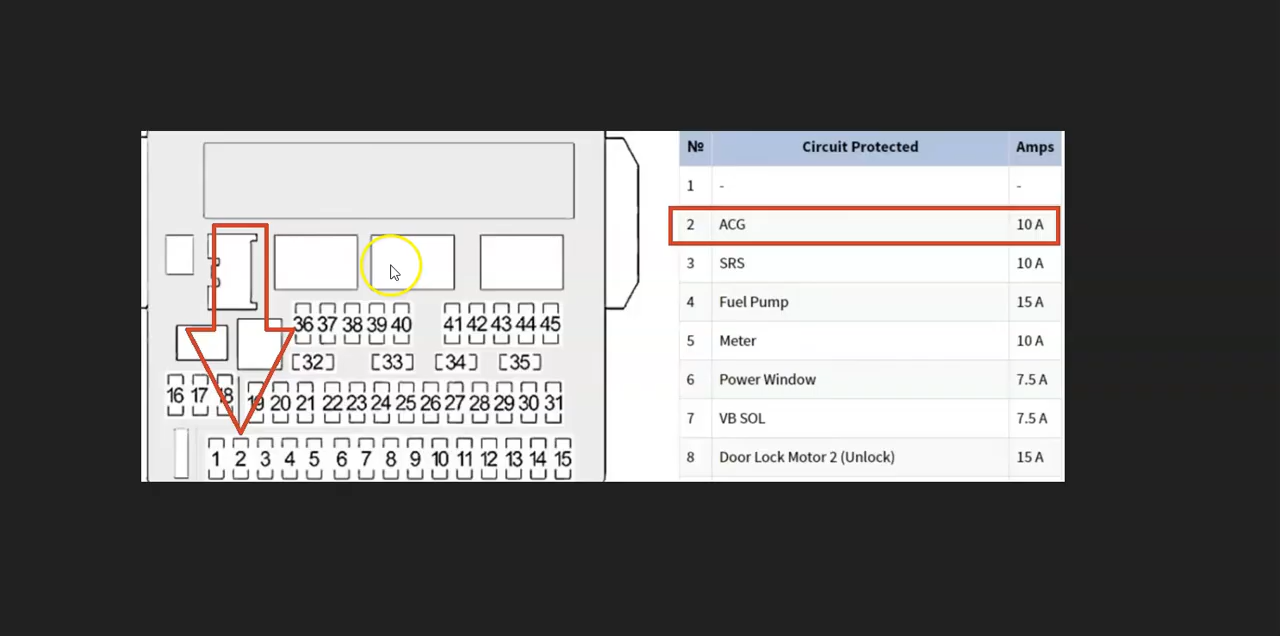 36 37 38 39 40 41 42 43 44 45
[32] [33] [34] [35]
16 17 18 19 20 21 22 23 24 25 26 27 28 29 30 31
1 2 3 4 5 6 7 8 9 10 11 12 13 14 15
№ Circuit Protected Amps
1 - -
2 ACG 10 A
3 SRS 10 A
4 Fuel Pump 15 A
5 Meter 10 A
6 Power Window 7.5 A
7 VB SOL 7.5 A
8 Door Lock Motor 2 (Unlock) 15 A